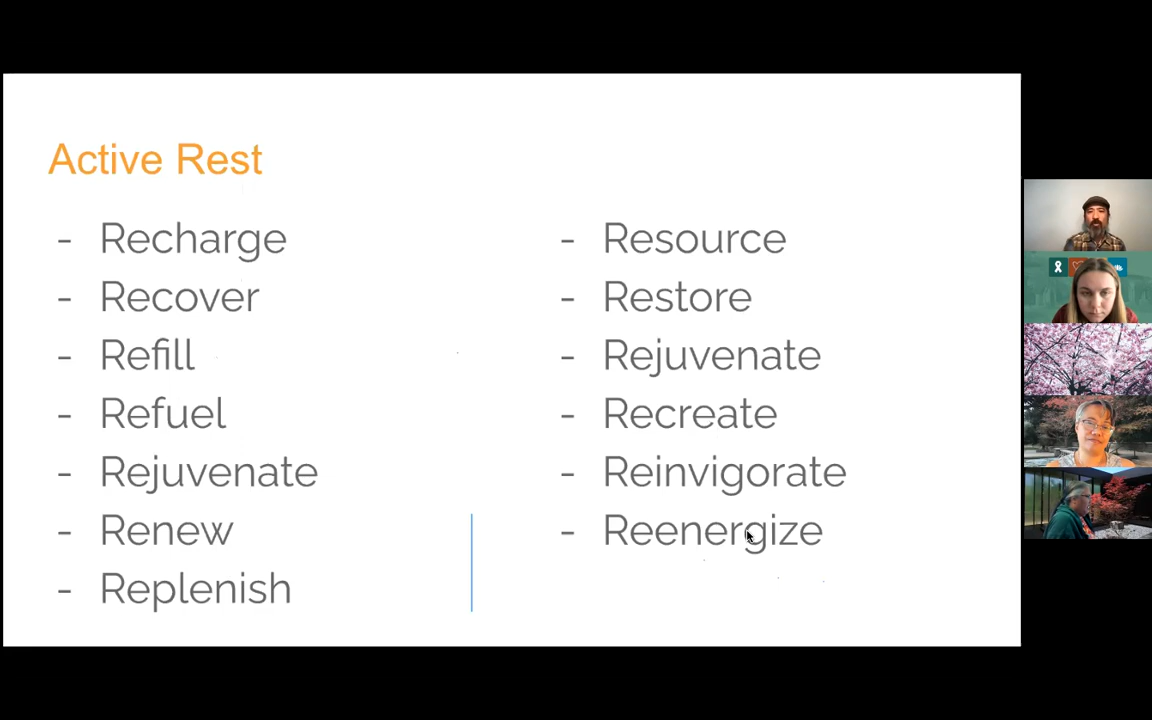 Active Rest
- Recharge
- Recover
- Refill
- Refuel
- Rejuvenate
- Renew
- Replenish
- Resource
- Restore
- Rejuvenate
- Recreate
- Reinvigorate
- Reenergize